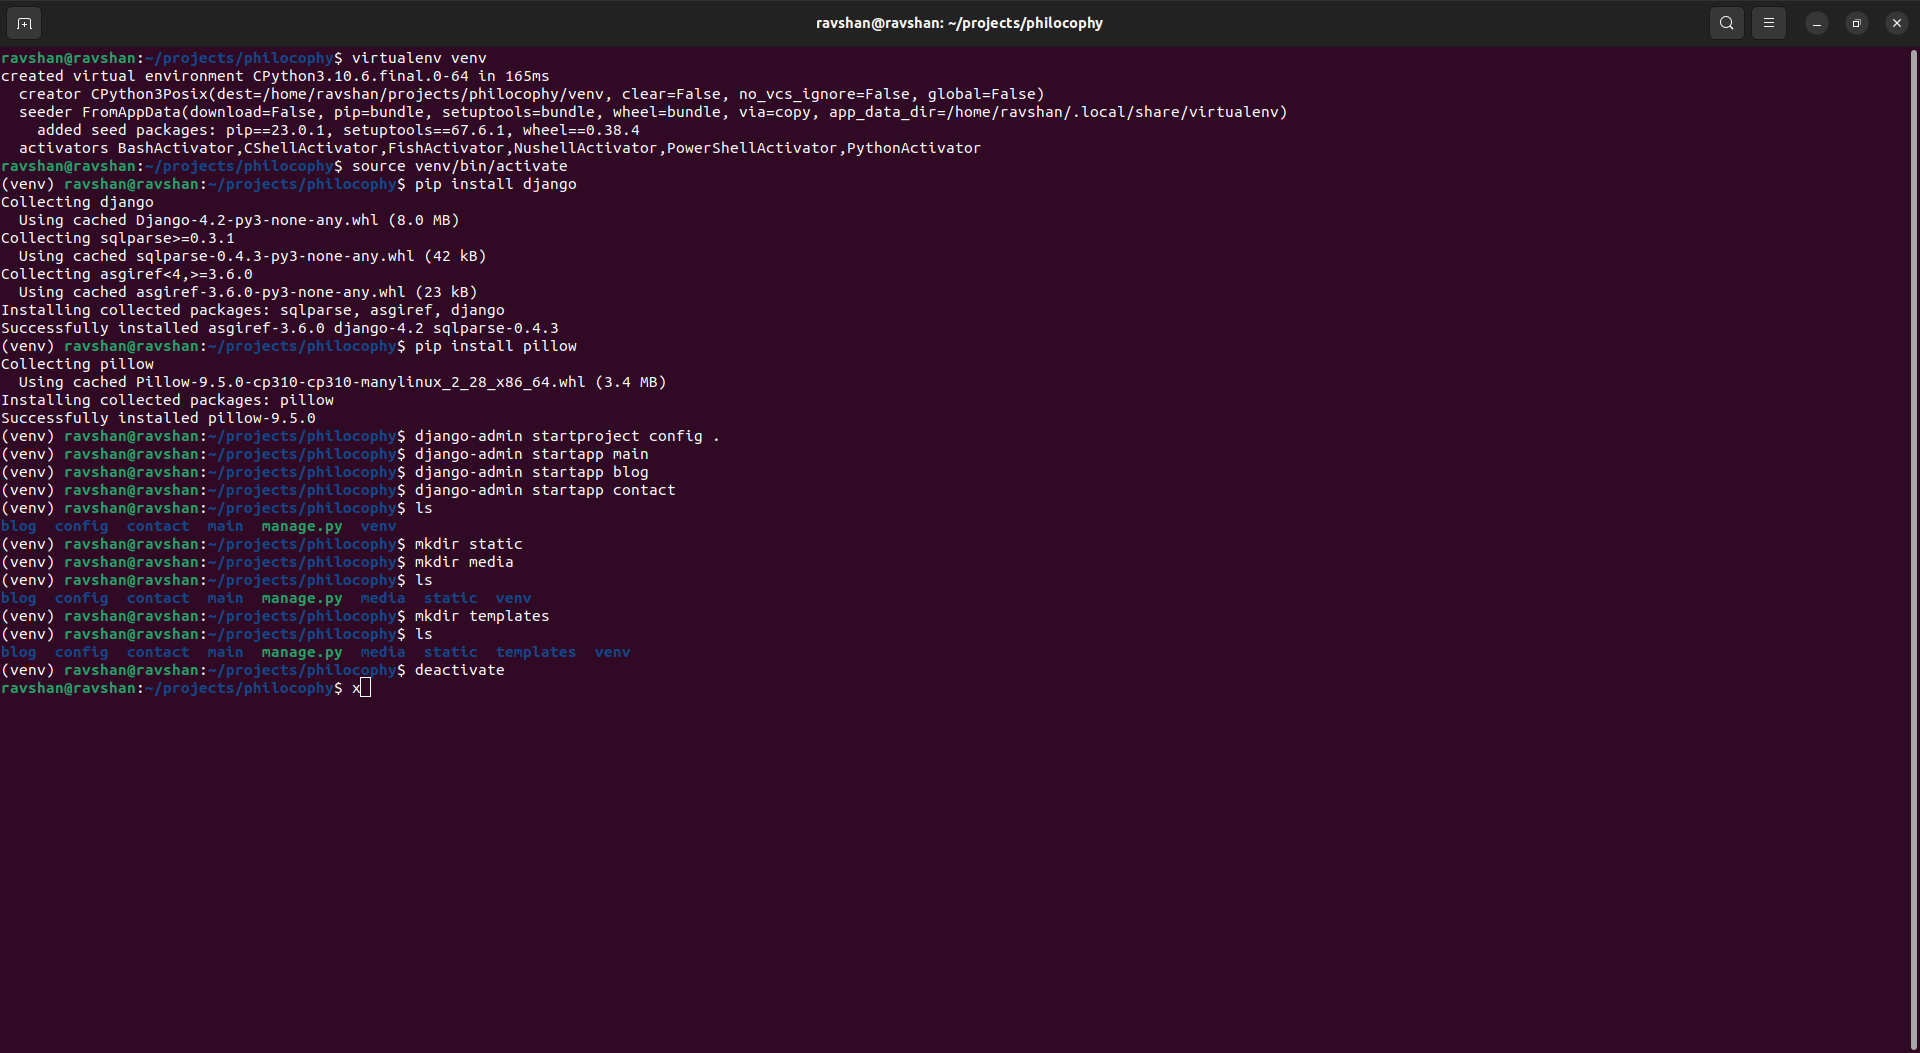 ravshan@ravshan: ~/projects/philocophy
ravshan@ravshan:~/projects/philocophy$ virtualenv venv
created virtual environment CPython3.10.6.final.0-64 in 165ms
  creator CPython3Posix(dest=/home/ravshan/projects/philocophy/venv, clear=False, no_vcs_ignore=False, global=False)
  seeder FromAppData(download=False, pip=bundle, setuptools=bundle, wheel=bundle, via=copy, app_data_dir=/home/ravshan/.local/share/virtualenv)
    added seed packages: pip==23.0.1, setuptools==67.6.1, wheel==0.38.4
  activators BashActivator,CShellActivator,FishActivator,NushellActivator,PowerShellActivator,PythonActivator
ravshan@ravshan:~/projects/philocophy$ source venv/bin/activate
(venv) ravshan@ravshan:~/projects/philocophy$ pip install django
Collecting django
  Using cached Django-4.2-py3-none-any.whl (8.0 MB)
Collecting sqlparse>=0.3.1
  Using cached sqlparse-0.4.3-py3-none-any.whl (42 kB)
Collecting asgiref<4,>=3.6.0
  Using cached asgiref-3.6.0-py3-none-any.whl (23 kB)
Installing collected packages: sqlparse, asgiref, django
Successfully installed asgiref-3.6.0 django-4.2 sqlparse-0.4.3
(venv) ravshan@ravshan:~/projects/philocophy$ pip install pillow
Collecting pillow
  Using cached Pillow-9.5.0-cp310-cp310-manylinux_2_28_x86_64.whl (3.4 MB)
Installing collected packages: pillow
Successfully installed pillow-9.5.0
(venv) ravshan@ravshan:~/projects/philocophy$ django-admin startproject config .
(venv) ravshan@ravshan:~/projects/philocophy$ django-admin startapp main
(venv) ravshan@ravshan:~/projects/philocophy$ django-admin startapp blog
(venv) ravshan@ravshan:~/projects/philocophy$ django-admin startapp contact
(venv) ravshan@ravshan:~/projects/philocophy$ ls
blog  config  contact  main  manage.py  venv
(venv) ravshan@ravshan:~/projects/philocophy$ mkdir static
(venv) ravshan@ravshan:~/projects/philocophy$ mkdir media
(venv) ravshan@ravshan:~/projects/philocophy$ ls
blog  config  contact  main  manage.py  media  static  venv
(venv) ravshan@ravshan:~/projects/philocophy$ mkdir templates
(venv) ravshan@ravshan:~/projects/philocophy$ ls
blog  config  contact  main  manage.py  media  static  templates  venv
(venv) ravshan@ravshan:~/projects/philocophy$ deactivate
ravshan@ravshan:~/projects/philocophy$ x